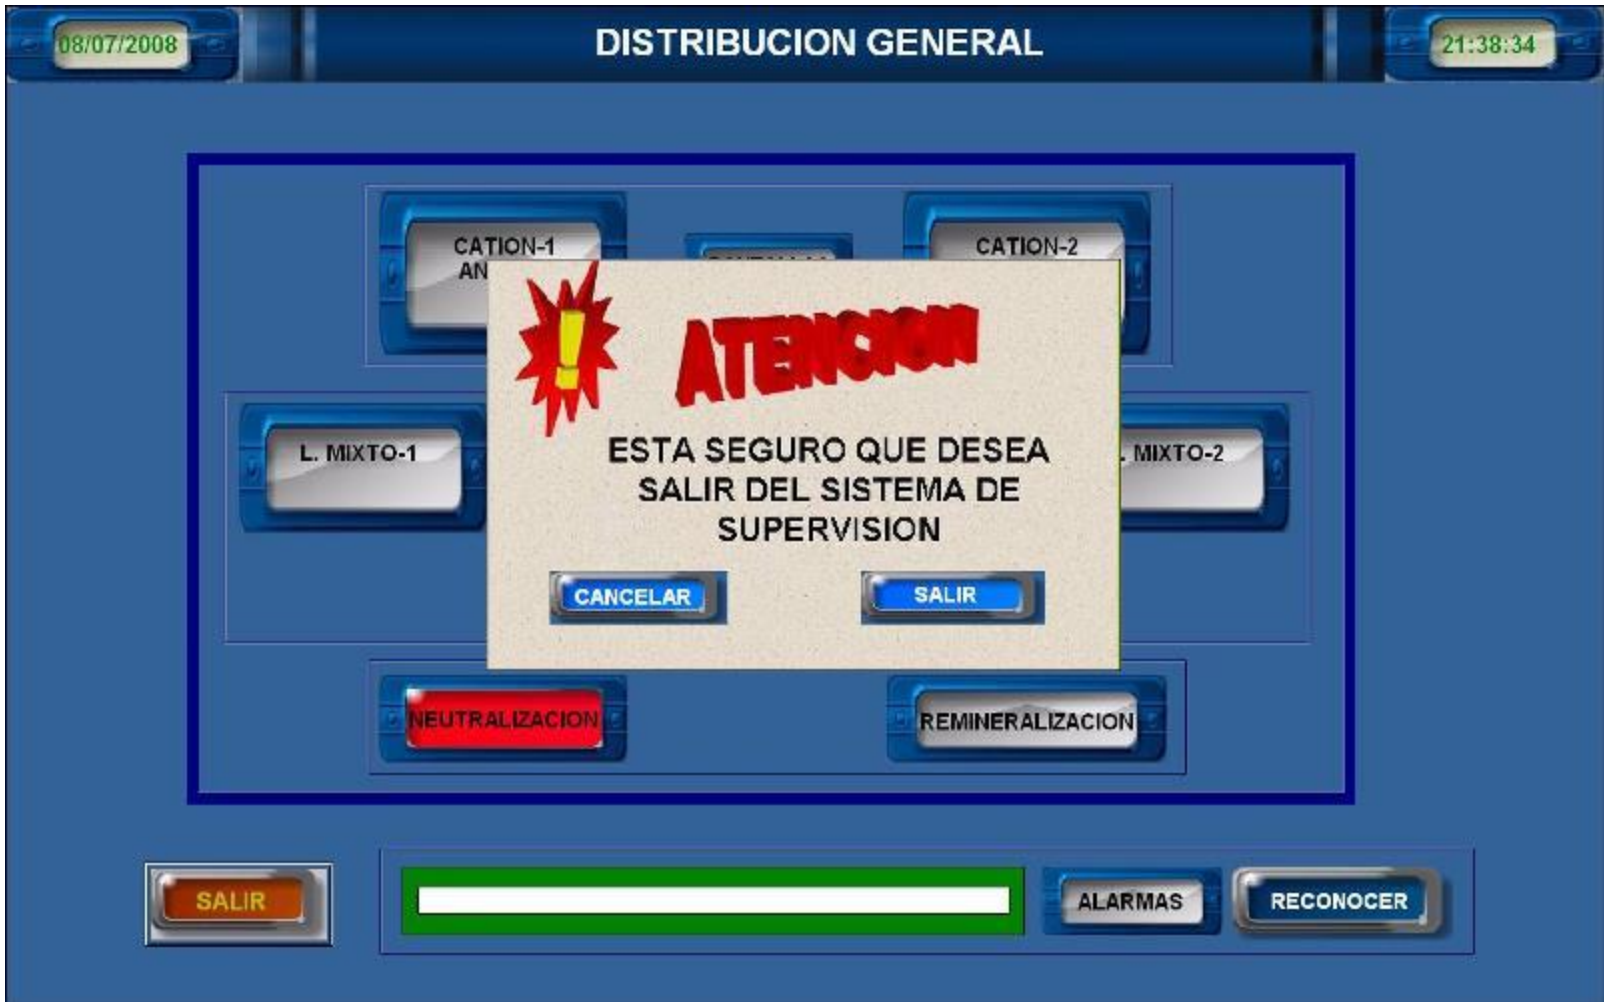 08/07/2008
DISTRIBUCION GENERAL
21:38:34
CATION-1
AN
CATION-2
ATENCION
ESTA SEGURO QUE DESEA
SALIR DEL SISTEMA DE
SUPERVISION
CANCELAR
SALIR
L. MIXTO-1
MIXTO-2
NEUTRALIZACION
REMINERALIZACION
SALIR
ALARMAS
RECONOCER